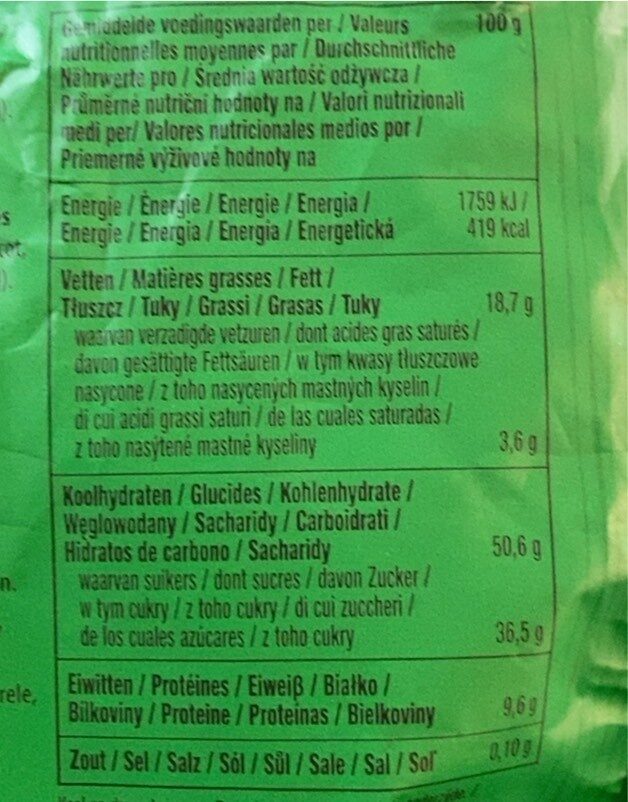 Gemiddelde voedingswaarden per / Valeurs 100 g
nutritionnelles moyennes par / Durchschnittliche
Nährwerte pro / Średnia wartość odżywcza /
Průměrné nutriční hodnoty na / Valori nutrizionali
medi per/ Valores nutricionales medios por /
Priemerné výživové hodnoty na
Energie / Énergie / Energie / Energia / 1759 kJ /
Energie / Energia / Energia / Energetická 419 kcal
Vetten / Matières grasses / Fett /
Tłuszcz / Tuky / Grassi / Grasas / Tuky 18,7 g
waarvan verzadigde vetzuren / dont acides gras saturés /
davon gesättigte Fettsäuren / w tym kwasy tłuszczowe
nasycone / z toho nasycených mastných kyselin /
di cui acidi grassi saturi / de las cuales saturadas /
z toho nasýtené mastné kyseliny 3,6 g
Koolhydraten / Glucides / Kohlenhydrate /
Węglowodany / Sacharidy / Carboidrati /
Hidratos de carbono / Sacharidy 50,6 g
waarvan suikers / dont sucres / davon Zucker /
w tym cukry / z toho cukry / di cui zuccheri /
de los cuales azúcares / z toho cukry 36,5 g
Eiwitten / Protéines / Eiweiß / Białko /
Bílkoviny / Proteine / Proteínas / Bielkoviny 9,6 g
Zout / Sel / Salz / Sól / Sůl / Sale / Sal / Soľ 0,10 g